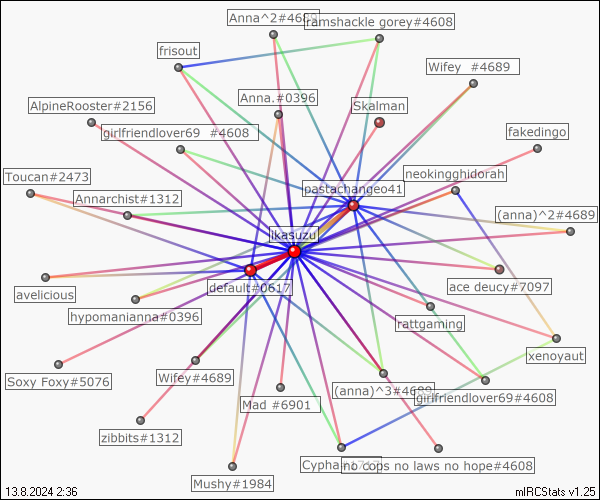 Anna^2#4689
ramshackle gorey#4608
frisout
Wifey  #4689
Anna.#0396
Skalman
AlpineRooster#2156
girlfriendlover69  #4608
fakedingo
Toucan#2473
neokingghidorah
Annarchist#1312
pastachangeo41
(anna)^2#4689
ikasuzu
avelicious
default#0617
ace deucy#7097
hypomanianna#0396
rattgaming
xenoyaut
Soxy Foxy#5076
Wifey#4689
(anna)^3#4689
girlfriendlover69#4608
Mad #6901
zibbits#1312
no cops no laws no hope#4608
Mushy#1984
13.8.2024 2:36
mIRCStats v1.25